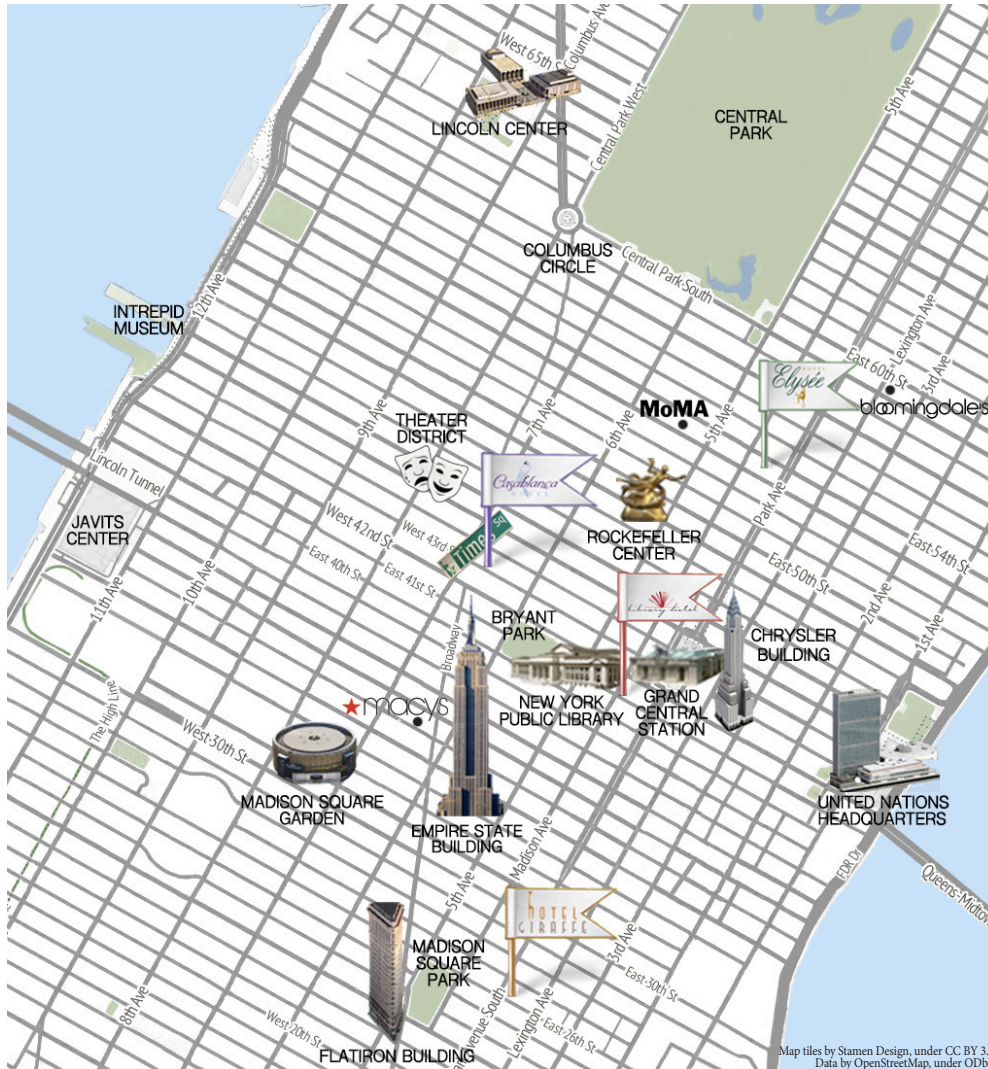 West 65th S
Columbus Ave
LINCOLN CENTER
Central Park West
CENTRAL
PARK
5th Ave
COLUMBUS
CIRCLE
Central Park South
12th Ave
INTREPID
MUSEUM
Lexington Ave
East 60th St
3rd Ave
HOTEL
Elysée
bloomingdale's
MoMA
9th Ave
THEATER
DISTRICT
7th Ave
6th Ave
5th Ave
Lincoln Tunnel
Casablanca
HOTEL
Park Ave
JAVITS
CENTER
West 42nd St
West 43rd S
Times Sq
ROCKEFELLER
CENTER
East 40th St
East 41st St
East 50th St
East 54th St
11th Ave
10th Ave
2nd Ave
1st Ave
Broadway
BRYANT
PARK
library hotel
CHRYSLER
BUILDING
NEW YORK
PUBLIC LIBRARY
GRAND
CENTRAL
STATION
The High Line
macys
West 30th St
MADISON SQUARE
GARDEN
EMPIRE STATE
BUILDING
UNITED NATIONS
HEADQUARTERS
Madison Ave
FDR Dr
Queens-Midtow
5th Ave
HOTEL
GIRAFFE
3rd Ave
MADISON
SQUARE
PARK
East 30th St
8th Ave
West 20th St
Avenue South
Lexington Ave
East 26th St
FLATIRON BUILDING
Map tiles by Stamen Design, under CC BY 3.
Data by OpenStreetMap, under ODb